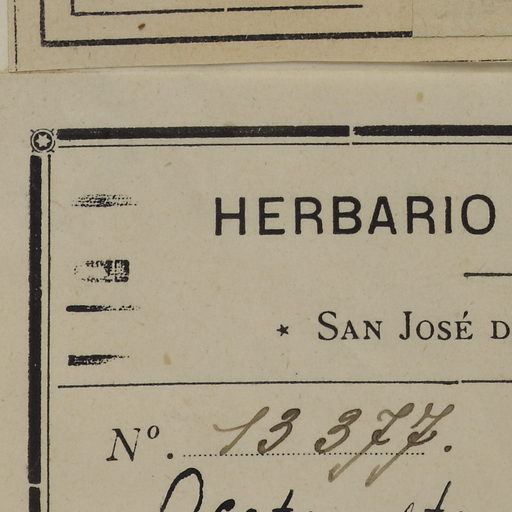 HERBARIO
* SAN JOSÉ D
Nº. 13377.